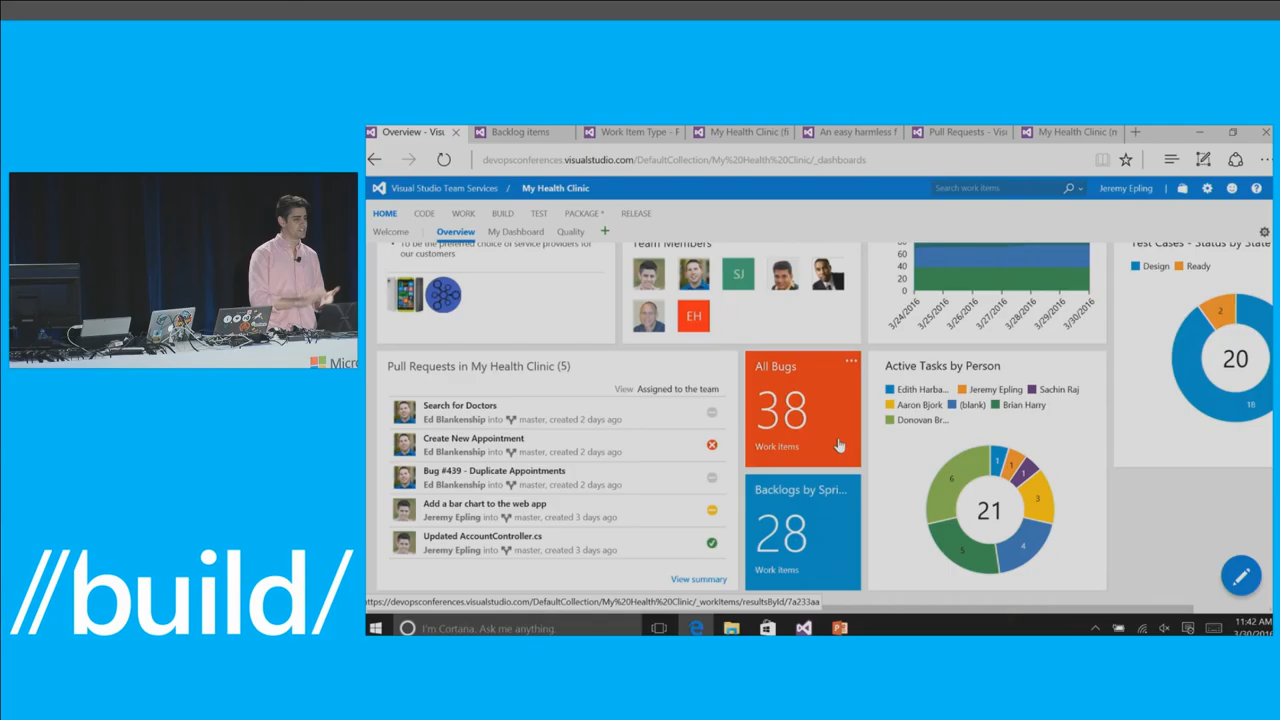 Overview - Visu
Backlog items
Work Item Type - P
My Health Clinic (fi
An easy harmless f
Pull Requests - Visu
My Health Clinic (m
devopsconferences.visualstudio.com/DefaultCollection/My%20Health%20Clinic/_dashboards
Visual Studio Team Services / My Health Clinic
Search work items
Jeremy Epling
HOME CODE WORK BUILD TEST PACKAGE* RELEASE
Welcome Overview My Dashboard Quality
To be the preferred choice of service providers for
our customers
Team Members
SJ
EH
60
40
20
0
3/24/2016 3/25/2016 3/26/2016 3/27/2016 3/28/2016 3/29/2016 3/30/2016
Test Cases - Status by State
Design Ready
2
20
18
Pull Requests in My Health Clinic (5)
View Assigned to the team
Search for Doctors
Ed Blankenship into master, created 2 days ago
Create New Appointment
Ed Blankenship into master, created 2 days ago
Bug #439 - Duplicate Appointments
Ed Blankenship into master, created 2 days ago
Add a bar chart to the web app
Jeremy Epling into master, created 3 days ago
Updated AccountController.cs
Jeremy Epling into master, created 3 days ago
View summary
All Bugs
38
Work items
Backlogs by Spri...
28
Work items
Active Tasks by Person
Edith Harba... Jeremy Epling Sachin Raj
Aaron Bjork (blank) Brian Harry
Donovan Br...
1
1
1
3
4
5
6
21
https://devopsconferences.visualstudio.com/DefaultCollection/My%20Health%20Clinic/_workItems/resultsById/7a233aa
I'm Cortana. Ask me anything.
11:42 AM
3/30/2016
Micro
//build/